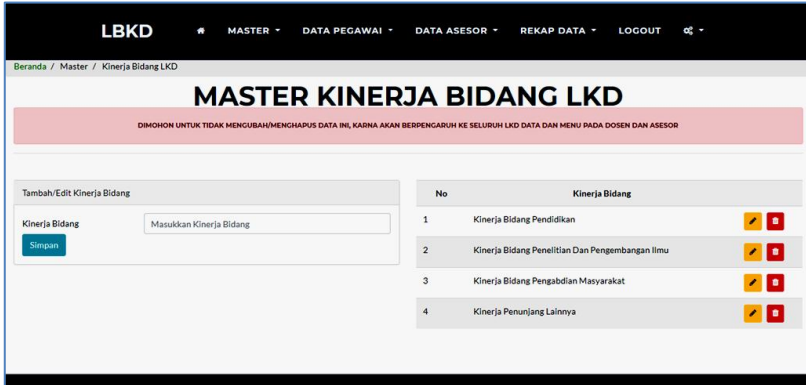 LBKD MASTER DATA PEGAWAI DATA ASESOR REKAP DATA LOGOUT
Beranda / Master / Kinerja Bidang LKD
MASTER KINERJA BIDANG LKD
DIMOHON UNTUK TIDAK MENGUBAH/MENGHAPUS DATA INI, KARNA AKAN BERPENGARUH KE SELURUH LKD DATA DAN MENU PADA DOSEN DAN ASESOR
Tambah/Edit Kinerja Bidang
Kinerja Bidang Masukkan Kinerja Bidang
Simpan
No Kinerja Bidang
1 Kinerja Bidang Pendidikan
2 Kinerja Bidang Penelitian Dan Pengembangan Ilmu
3 Kinerja Bidang Pengabdian Masyarakat
4 Kinerja Penunjang Lainnya